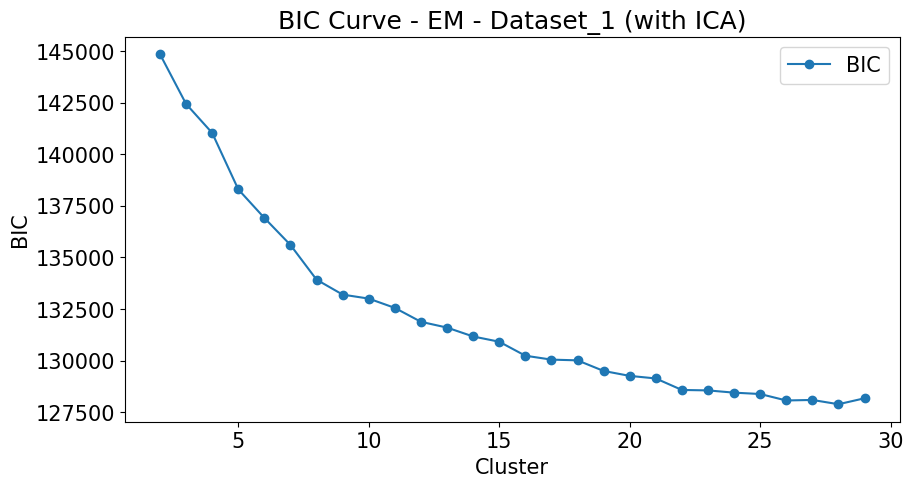 BIC Curve - EM - Dataset_1 (with ICA)
BIC
145000
142500
140000
137500
135000
132500
130000
127500
BIC
5 10 15 20 25 30
Cluster